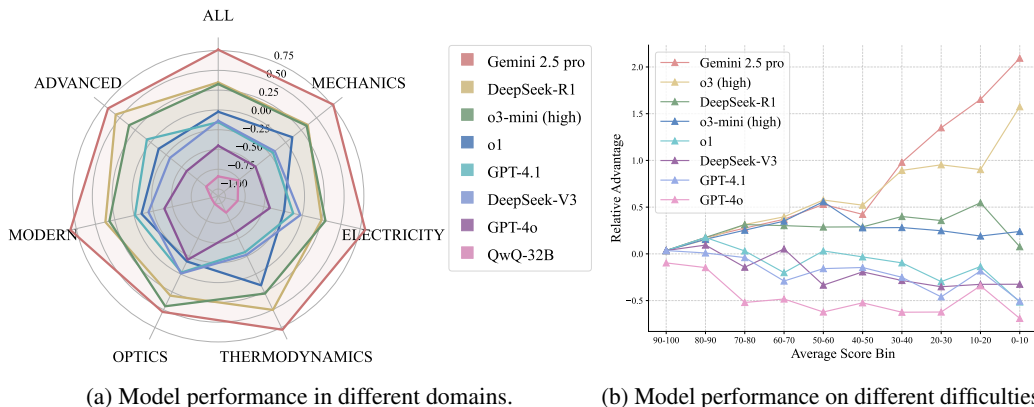 ALL
MECHANICS
ELECTRICITY
THERMODYNAMICS
OPTICS
MODERN
ADVANCED
0.75
0.50
0.25
0.00
−0.25
−0.50
−0.75
−1.00
Gemini 2.5 pro
DeepSeek-R1
o3-mini (high)
o1
GPT-4.1
DeepSeek-V3
GPT-4o
QwQ-32B
(a) Model performance in different domains.
Relative Advantage
2.0
1.5
1.0
0.5
0.0
−0.5
Gemini 2.5 pro
o3 (high)
DeepSeek-R1
o3-mini (high)
o1
DeepSeek-V3
GPT-4.1
GPT-4o
90-100 80-90 70-80 60-70 50-60 40-50 30-40 20-30 10-20 0-10
Average Score Bin
(b) Model performance on different difficulties